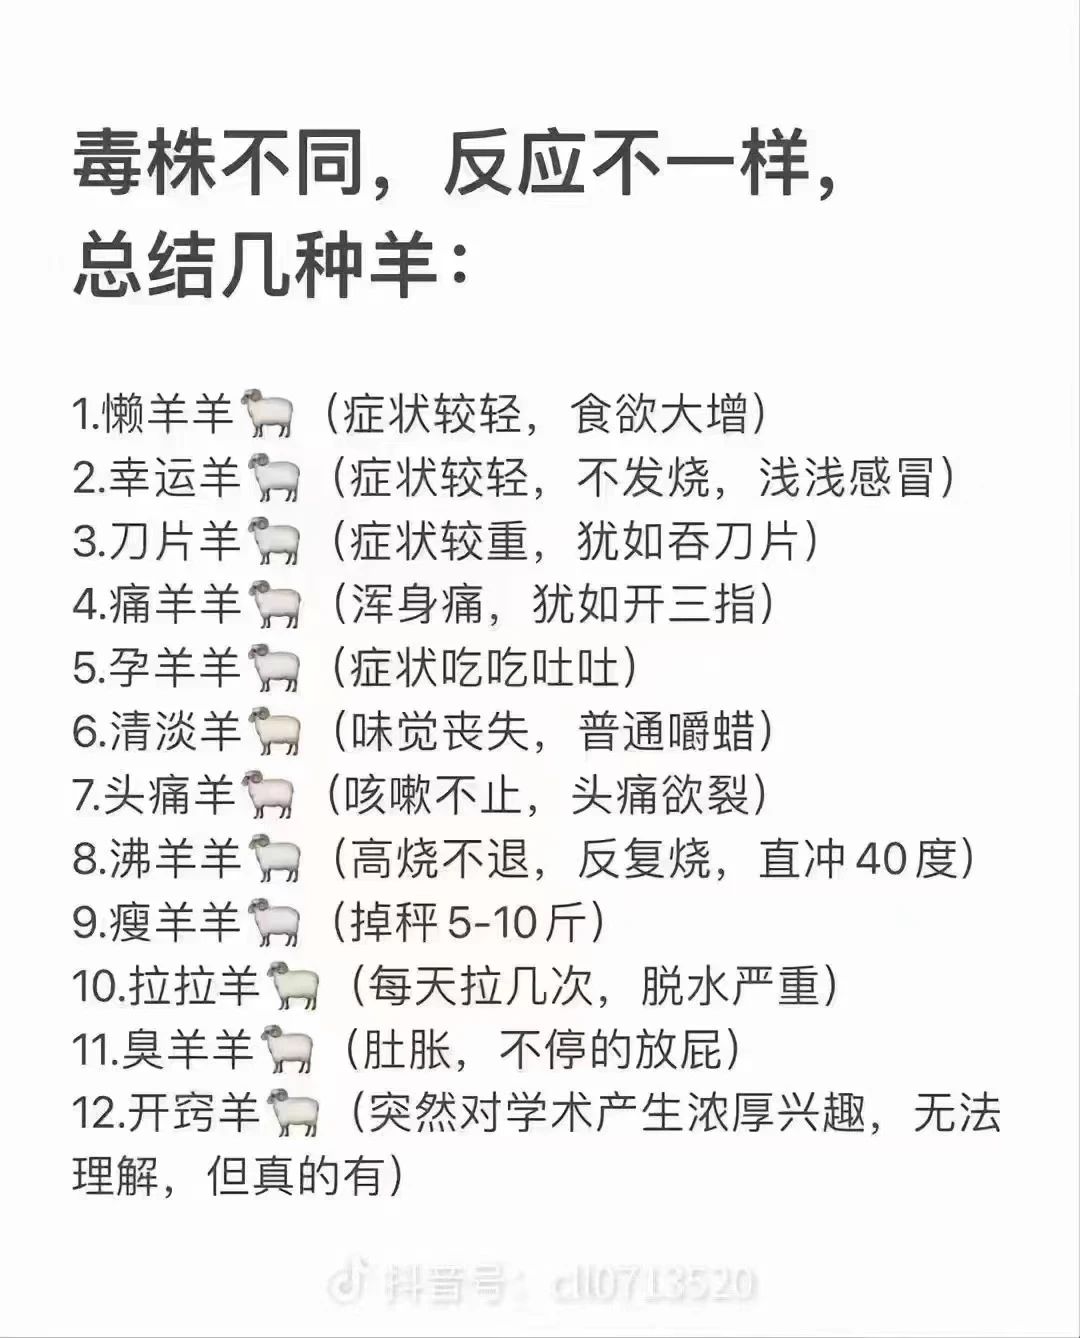 毒株不同，反应不一样，
总结几种羊：
1.懒羊羊🐏（症状较轻，食欲大增）
2.幸运羊🐏（症状较轻，不发烧，浅浅感冒）
3.刀片羊🐏（症状较重，犹如吞刀片）
4.痛羊羊🐏（浑身痛，犹如开三指）
5.孕羊羊🐏（症状吃吃吐吐）
6.清淡羊🐏（味觉丧失，普通嚼蜡）
7.头痛羊🐏（咳嗽不止，头痛欲裂）
8.沸羊羊🐏（高烧不退，反复烧，直冲40度）
9.瘦羊羊🐏（掉秤5-10斤）
10.拉拉羊🐏（每天拉几次，脱水严重）
11.臭羊羊🐏（肚胀，不停的放屁）
12.开窍羊🐏（突然对学术产生浓厚兴趣，无法
理解，但真的有）
抖音号：cll0713520